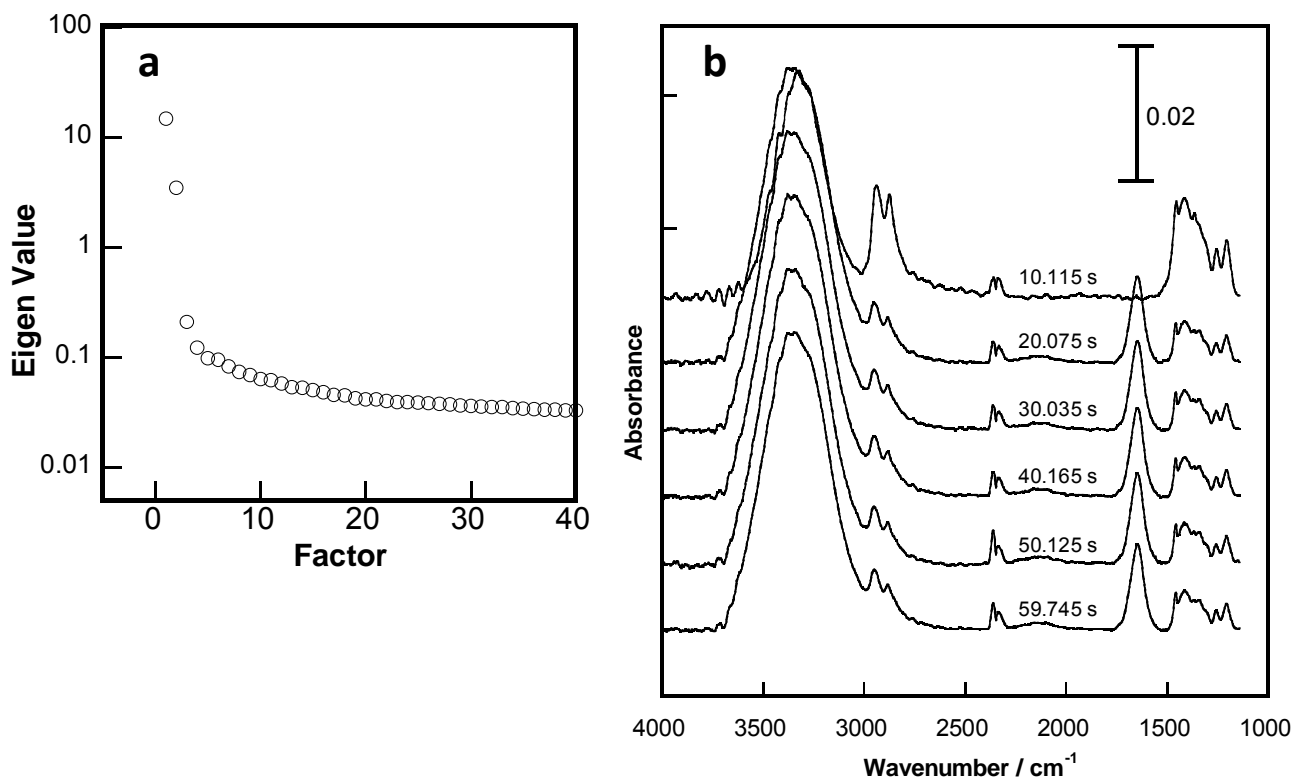 a
100
10
1
0.1
0.01
Eigen Value
0 10 20 30 40
Factor
b
0.02
10.115 s
20.075 s
30.035 s
40.165 s
50.125 s
59.745 s
Absorbance
4000 3500 3000 2500 2000 1500 1000
Wavenumber / cm-1